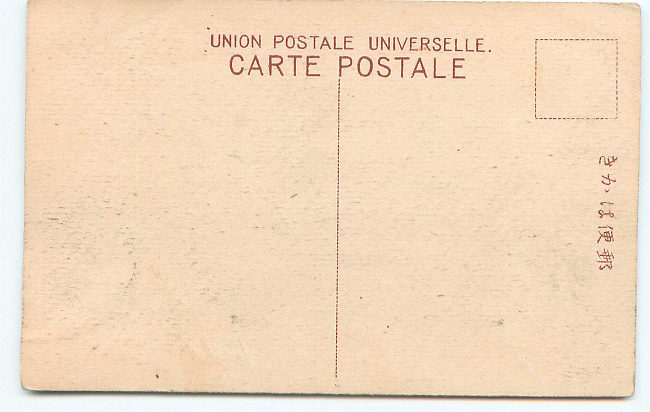 UNION POSTALE UNIVERSELLE.
CARTE POSTALE
郵便はかき